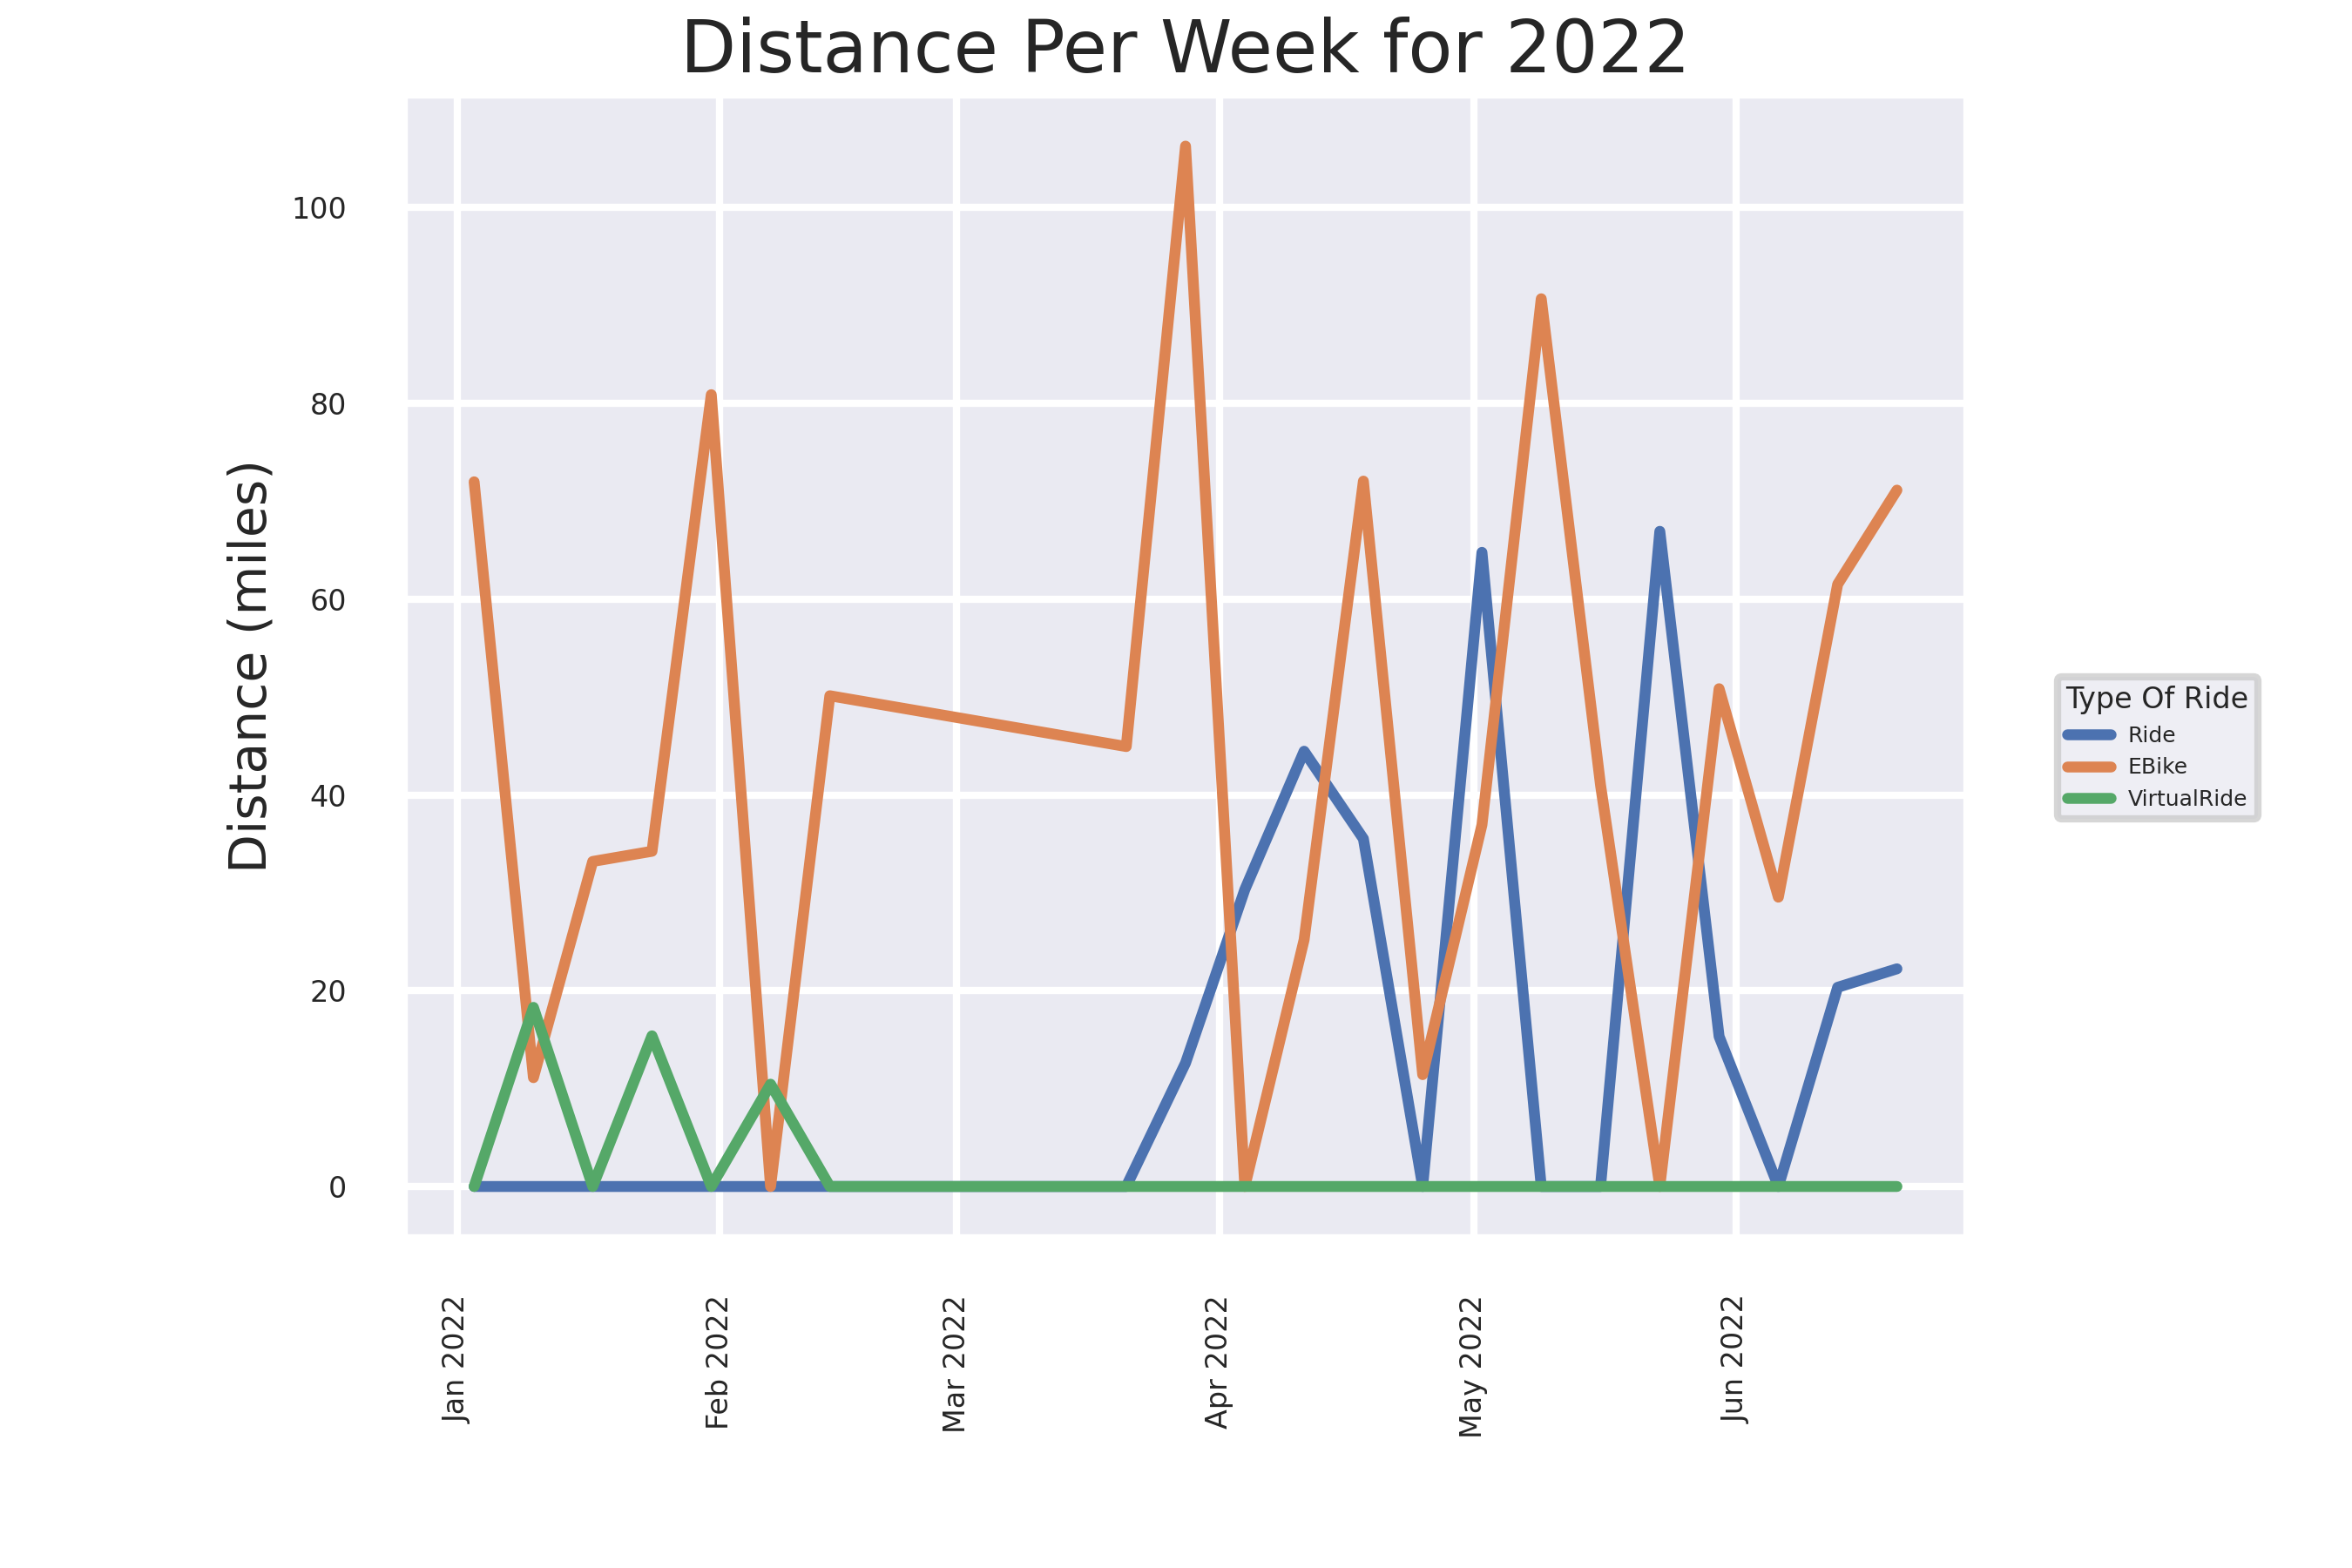 Distance Per Week for 2022
Distance (miles)
100
80
60
40
20
0
Jan 2022
Feb 2022
Mar 2022
Apr 2022
May 2022
Jun 2022
Type Of Ride
Ride
EBike
VirtualRide